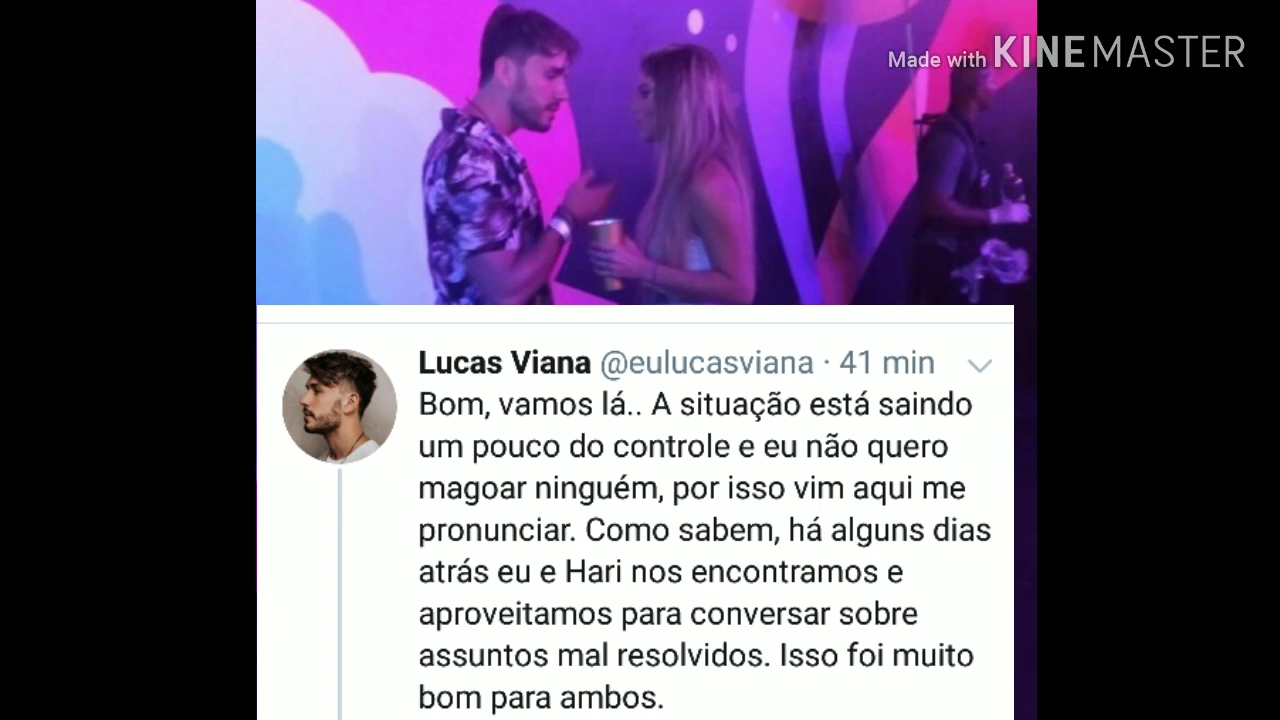 Made with KINEMASTER
Lucas Viana @eulucasviana · 41 min
Bom, vamos lá.. A situação está saindo
um pouco do controle e eu não quero
magoar ninguém, por isso vim aqui me
pronunciar. Como sabem, há alguns dias
atrás eu e Hari nos encontramos e
aproveitamos para conversar sobre
assuntos mal resolvidos. Isso foi muito
bom para ambos.